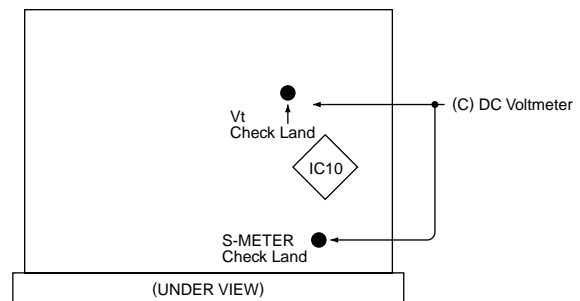 (C) DC Voltmeter
Vt
Check Land
IC10
S-METER
Check Land
(UNDER VIEW)